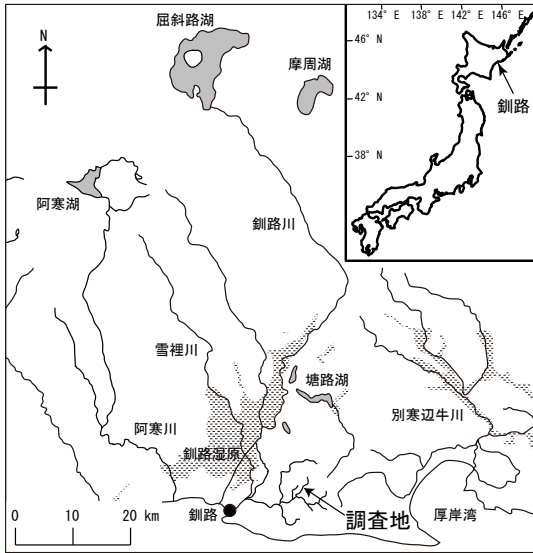 屈斜路湖
摩周湖
134° E 138° E 142° E 146° E
46° N
42° N
38° N
釧路
N
阿寒湖
釧路川
雪裡川
塘路湖
別寒辺牛川
阿寒川
釧路湿原
釧路
調査地
厚岸湾
0 10 20 km